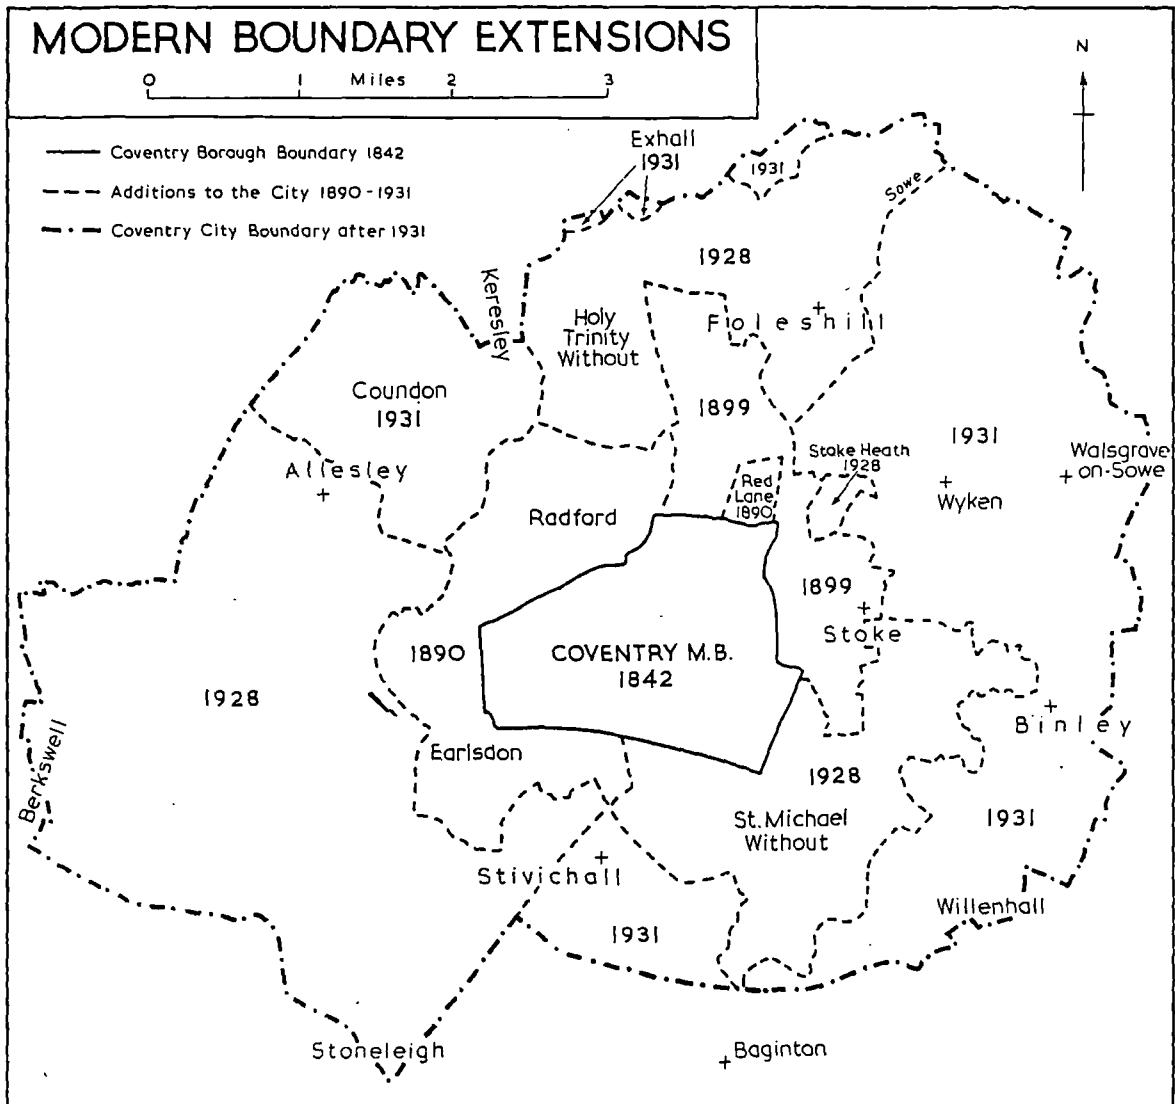 MODERN BOUNDARY EXTENSIONS
0 1 Miles 2 3
N
Coventry Borough Boundary 1842
Additions to the City 1890-1931
Coventry City Boundary after 1931
Exhall
1931
1931
Sowe
1928
Keresley
Holy
Trinity
Without
Foleshill
Coundon
1931
1899
1931
Allesley
Stoke Heath
1928
Walsgrave
on-Sowe
Red
Lane
1890
Wyken
Radford
1899
Stoke
1890
COVENTRY M.B.
1842
1928
Binley
Earlsdon
Berkswell
1928
St. Michael
Without
1931
Stivichall
Willenhall
1931
Stoneleigh
Baginton